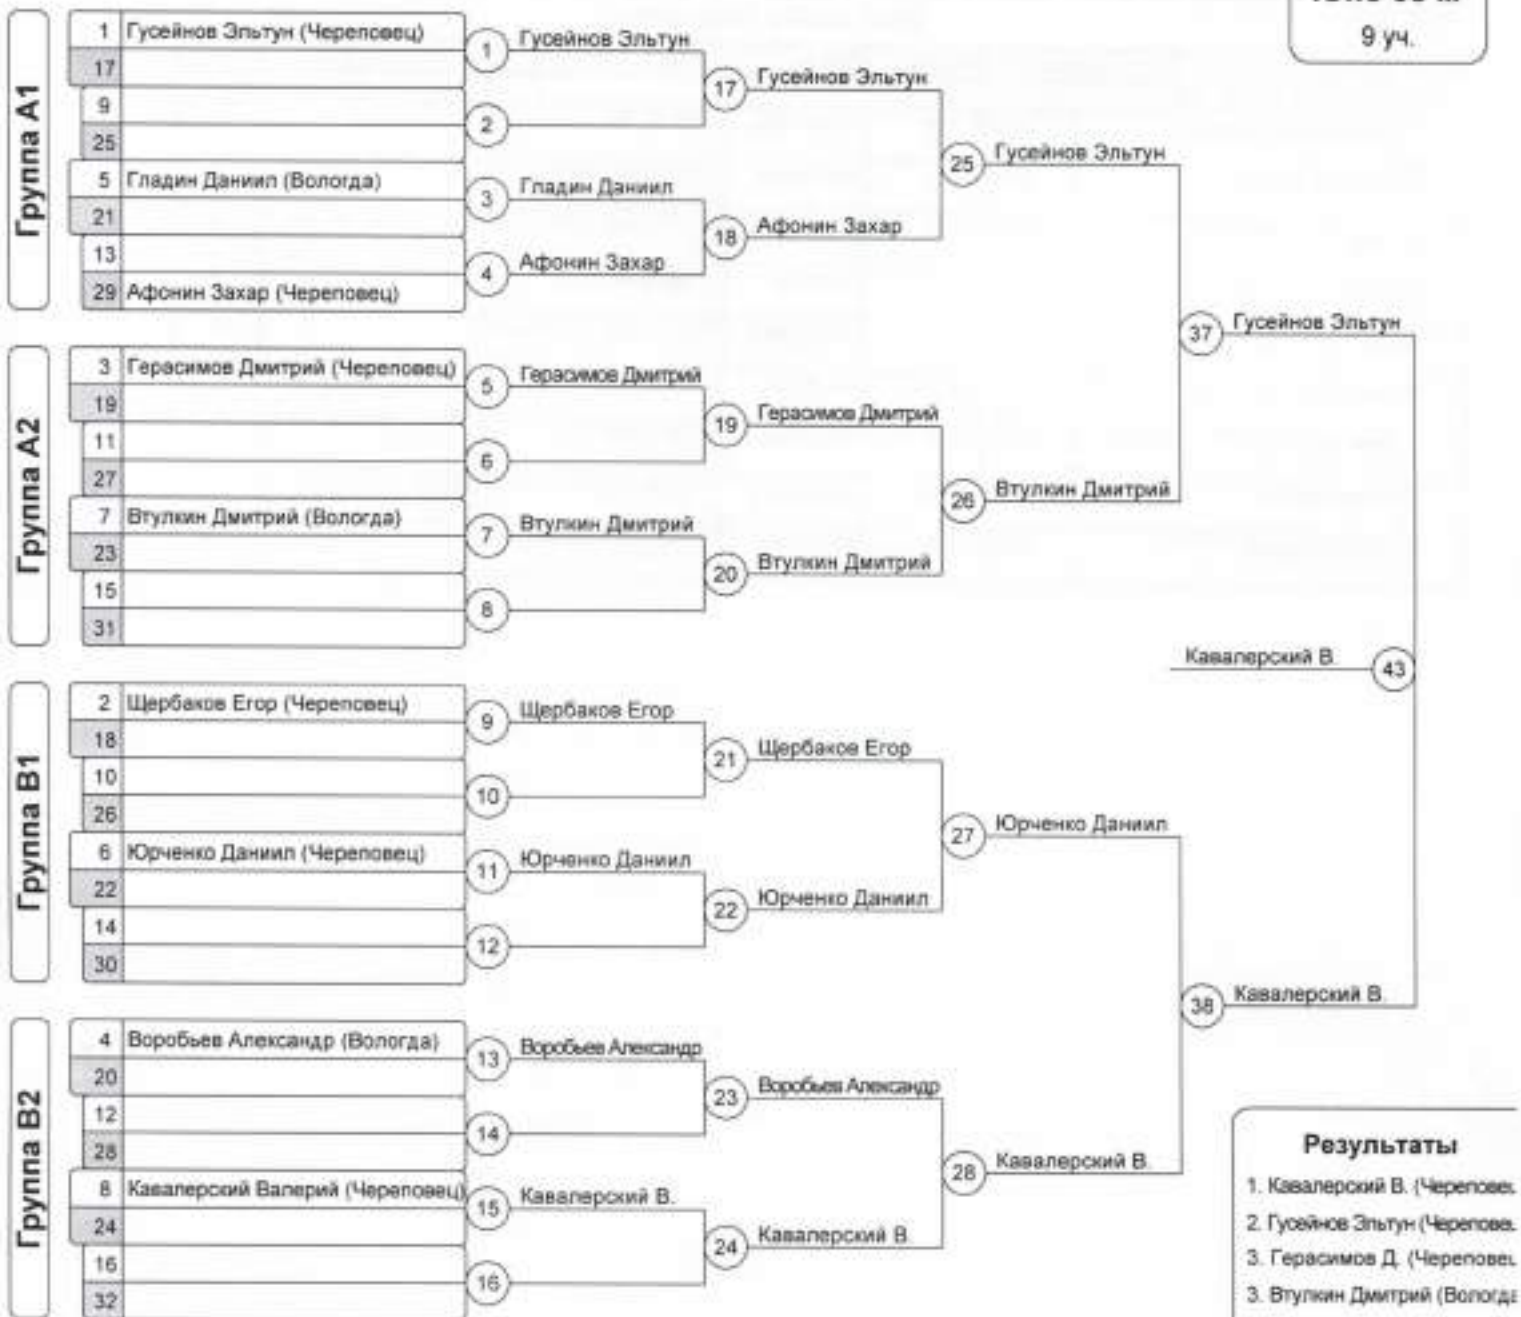 9 уч.
Группа А1
1 Гусейнов Эльтун (Череповец)
17
9
25
5 Гладин Даниил (Вологда)
21
13
29 Афонин Захар (Череповец)
1 Гусейнов Эльтун
2
3 Гладин Даниил
4 Афонин Захар
17 Гусейнов Эльтун
18 Афонин Захар
25 Гусейнов Эльтун
Группа А2
3 Герасимов Дмитрий (Череповец)
19
11
27
7 Втулкин Дмитрий (Вологда)
23
15
31
5 Герасимов Дмитрий
6
7 Втулкин Дмитрий
8
19 Герасимов Дмитрий
20 Втулкин Дмитрий
26 Втулкин Дмитрий
37 Гусейнов Эльтун
Кавалерский В. 43
Группа В1
2 Щербаков Егор (Череповец)
18
10
26
6 Юрченко Даниил (Череповец)
22
14
30
9 Щербаков Егор
10
11 Юрченко Даниил
12
21 Щербаков Егор
22 Юрченко Даниил
27 Юрченко Даниил
Группа В2
4 Воробьев Александр (Вологда)
20
12
28
8 Кавалерский Валерий (Череповец)
24
16
32
13 Воробьев Александр
14
15 Кавалерский В.
16
23 Воробьев Александр
24 Кавалерский В.
28 Кавалерский В.
38 Кавалерский В.
Результаты
1. Кавалерский В. (Черепове
2. Гусейнов Эльтун (Черепове
3. Герасимов Д. (Черепове
3. Втулкин Дмитрий (Вологда